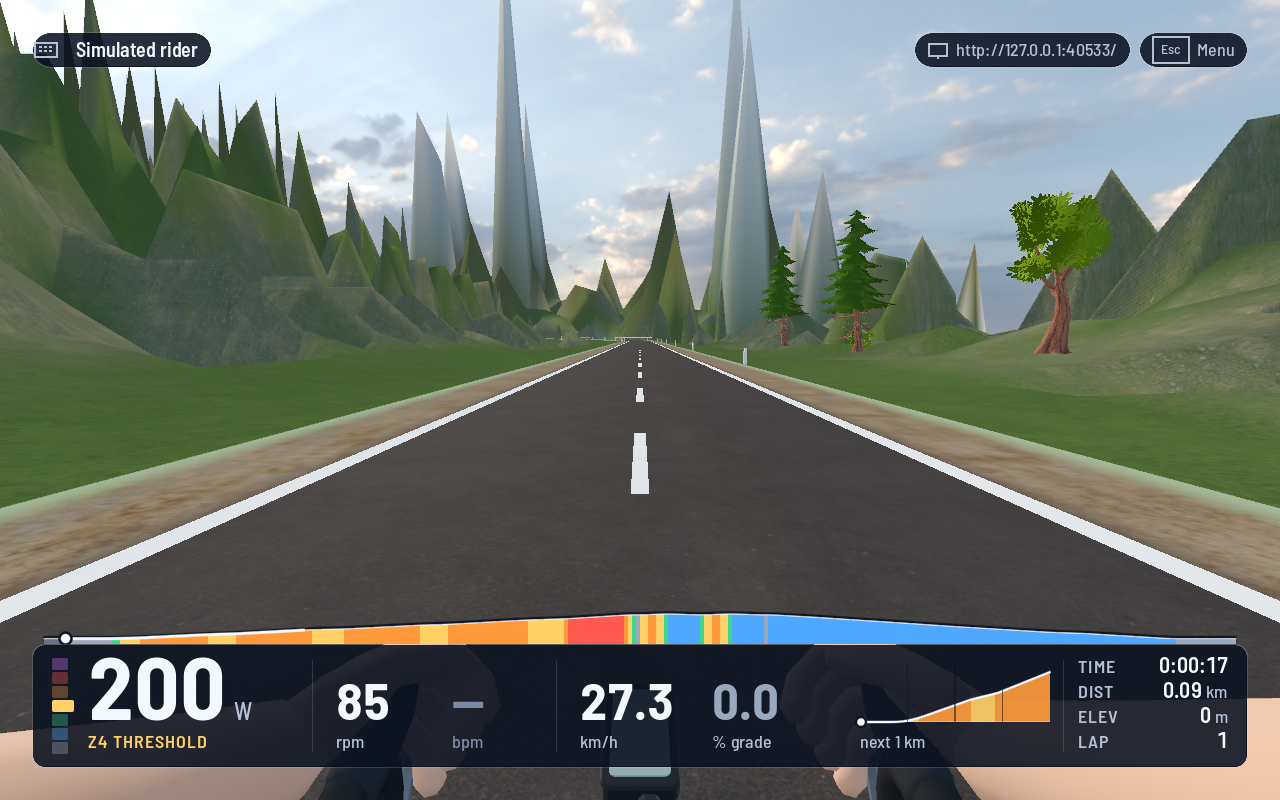 Simulated rider
http://127.0.0.1:40533/
Esc Menu
200 W
Z4 THRESHOLD
85
rpm
—
bpm
27.3
km/h
0.0
% grade
next 1 km
TIME 0:00:17
DIST 0.09 km
ELEV 0 m
LAP 1